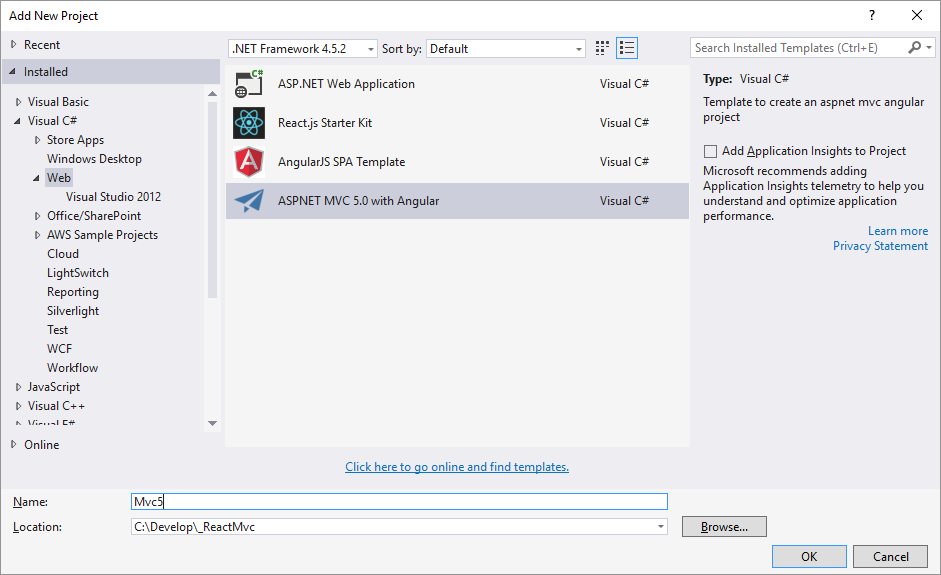 Add New Project
?
Recent
Installed
Visual Basic
Visual C#
Store Apps
Windows Desktop
Web
Visual Studio 2012
Office/SharePoint
AWS Sample Projects
Cloud
LightSwitch
Reporting
Silverlight
Test
WCF
Workflow
JavaScript
Visual C++
Visual F#
Online
.NET Framework 4.5.2
Sort by:
Default
C#
ASP.NET Web Application
Visual C#
React.js Starter Kit
Visual C#
A
AngularJS SPA Template
Visual C#
ASPNET MVC 5.0 with Angular
Visual C#
Click here to go online and find templates.
Search Installed Templates (Ctrl+E)
Type: Visual C#
Template to create an aspnet mvc angular
project
Add Application Insights to Project
Microsoft recommends adding
Application Insights telemetry to help you
understand and optimize application
performance.
Learn more
Privacy Statement
Name:
Mvc5
Location:
C:\Develop\_ReactMvc
Browse...
OK
Cancel